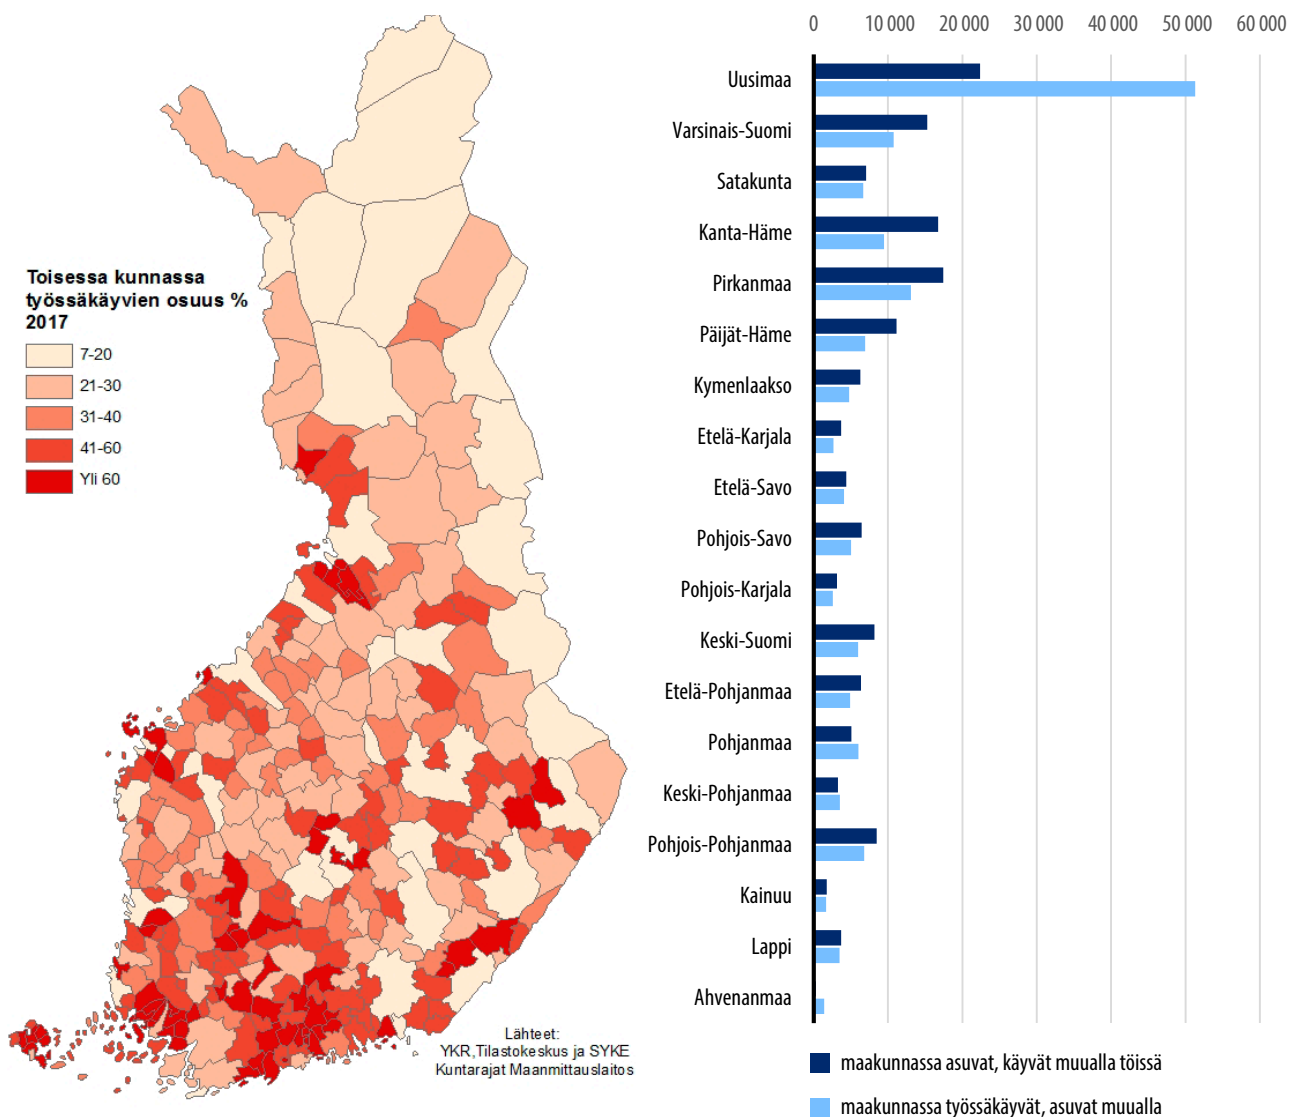 Toisessa kunnassa
työssäkäyvien osuus %
2017
7-20
21-30
31-40
41-60
Yli 60
Lähteet:
YKR,Tilastokeskus ja SYKE
Kuntarajat Maanmittauslaitos
0 10 000 20 000 30 000 40 000 50 000 60 000
Uusimaa
Varsinais-Suomi
Satakunta
Kanta-Häme
Pirkanmaa
Päijät-Häme
Kymenlaakso
Etelä-Karjala
Etelä-Savo
Pohjois-Savo
Pohjois-Karjala
Keski-Suomi
Etelä-Pohjanmaa
Pohjanmaa
Keski-Pohjanmaa
Pohjois-Pohjanmaa
Kainuu
Lappi
Ahvenanmaa
maakunnassa asuvat, käyvät muualla töissä
maakunnassa työssäkäyvät, asuvat muualla